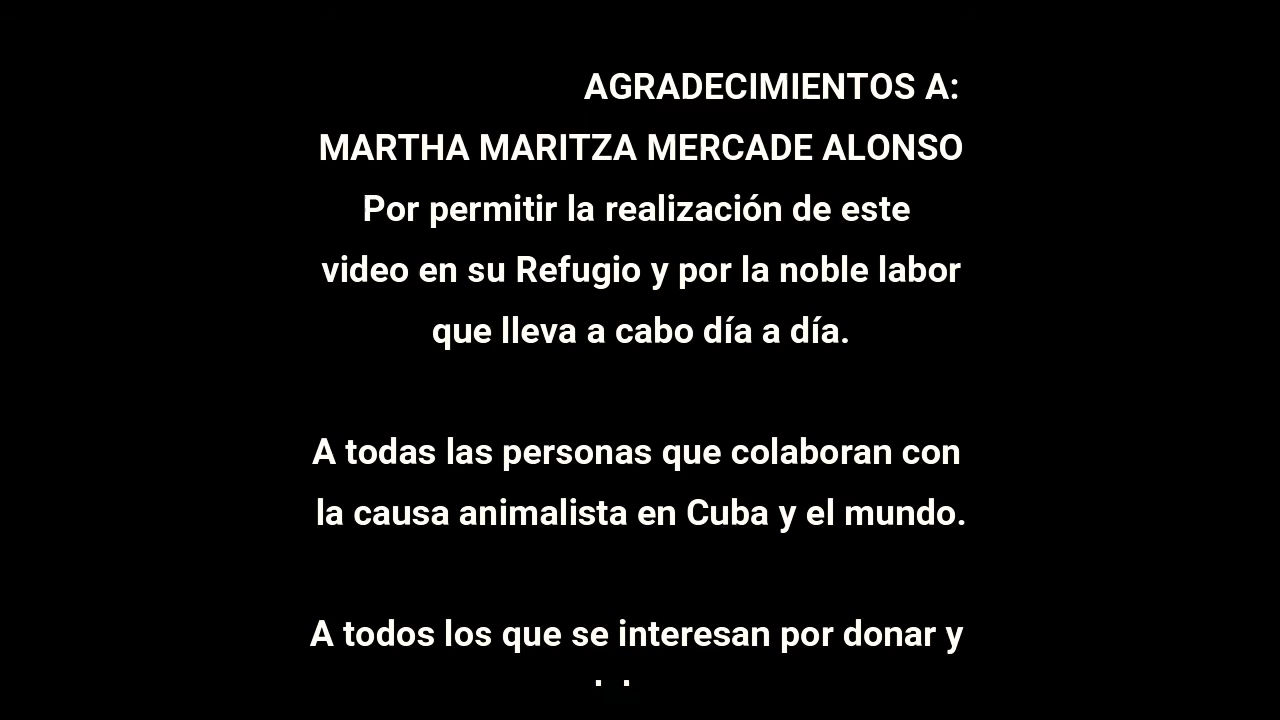 AGRADECIMIENTOS A:
MARTHA MARITZA MERCADE ALONSO
Por permitir la realización de este
video en su Refugio y por la noble labor
que lleva a cabo día a día.
A todas las personas que colaboran con
la causa animalista en Cuba y el mundo.
A todos los que se interesan por donar y